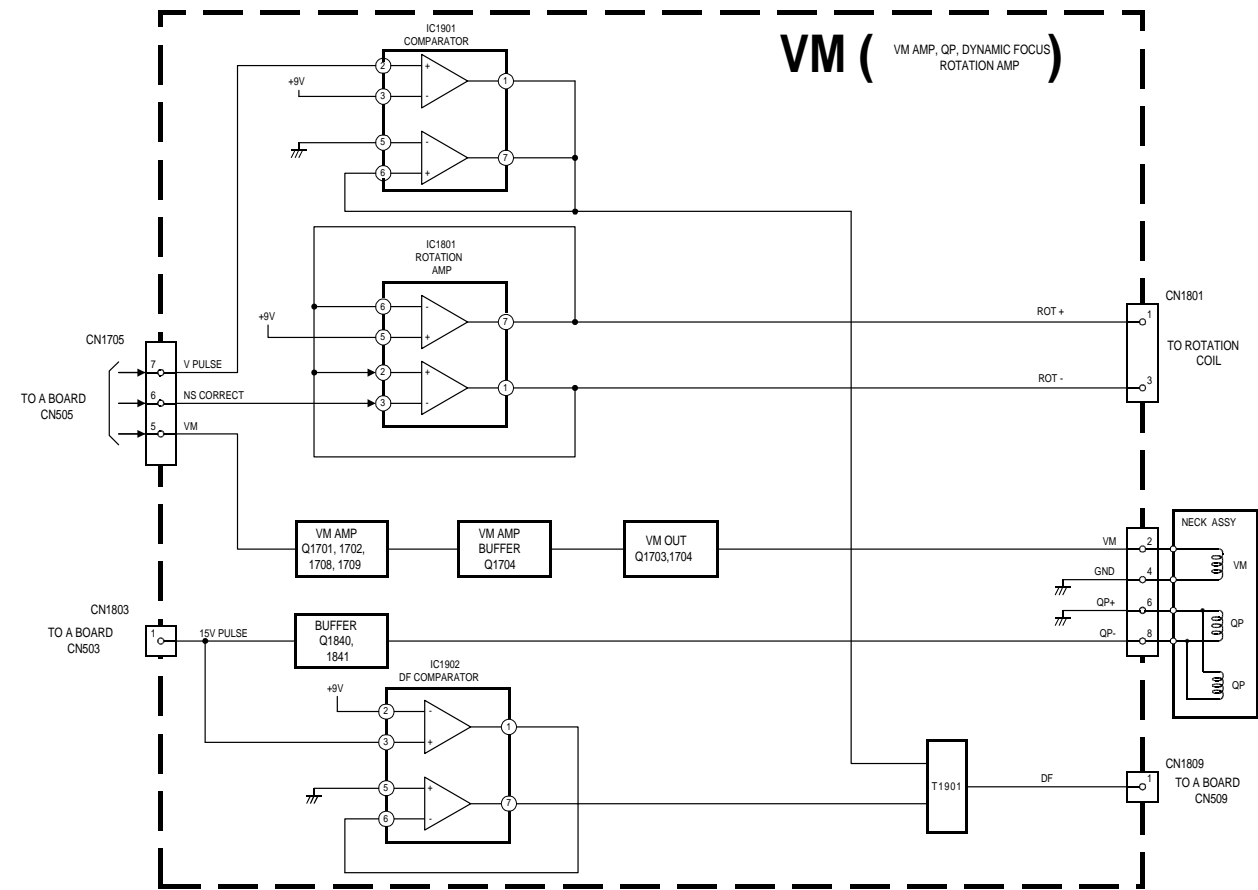 VM (
VM AMP, QP, DYNAMIC FOCUS
ROTATION AMP
)
IC1901
COMPARATOR
+9V
2
+
3
-
1
5
-
6
+
7
IC1801
ROTATION
AMP
+9V
6
-
5
+
7
2
+
3
-
1
ROT +
ROT -
CN1801
1
3
TO ROTATION
COIL
CN1705
TO A BOARD
CN505
7
V PULSE
6
NS CORRECT
5
VM
VM AMP
Q1701, 1702,
1708, 1709
VM AMP
BUFFER
Q1704
VM OUT
Q1703,1704
VM
2
GND
4
QP+
6
QP-
8
NECK ASSY
VM
QP
QP
CN1803
TO A BOARD
CN503
1
15V PULSE
BUFFER
Q1840,
1841
IC1902
DF COMPARATOR
+9V
2
-
3
+
1
5
+
6
-
7
T1901
DF
CN1809
1
TO A BOARD
CN509